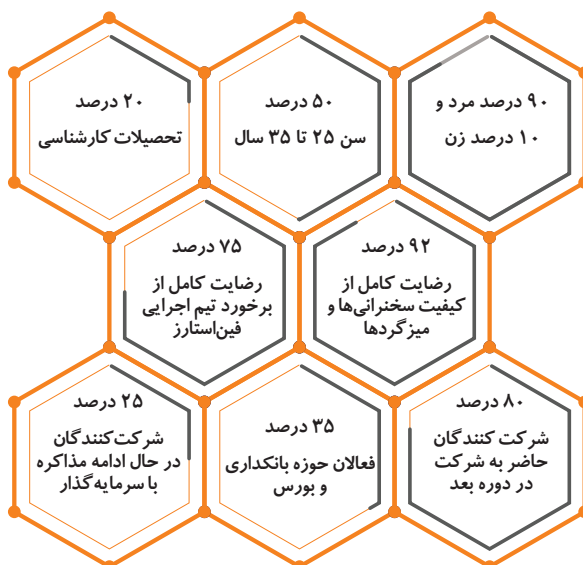 ۹۰ درصد مرد و
۱۰ درصد زن
۵۰ درصد
سن ۲۵ تا ۳۵ سال
۲۰ درصد
تحصیلات کارشناسی
۹۲ درصد
رضایت کامل از
کیفیت سخنرانی‌ها و
میزگردها
۷۵ درصد
رضایت کامل از
برخورد تیم اجرایی
فین‌استارز
۸۰ درصد
شرکت کنندگان
حاضر به شرکت
در دوره بعد
۳۵ درصد
فعالان حوزه بانکداری
و بورس
۲۵ درصد
شرکت‌کنندگان
در حال ادامه مذاکره
با سرمایه‌گذار